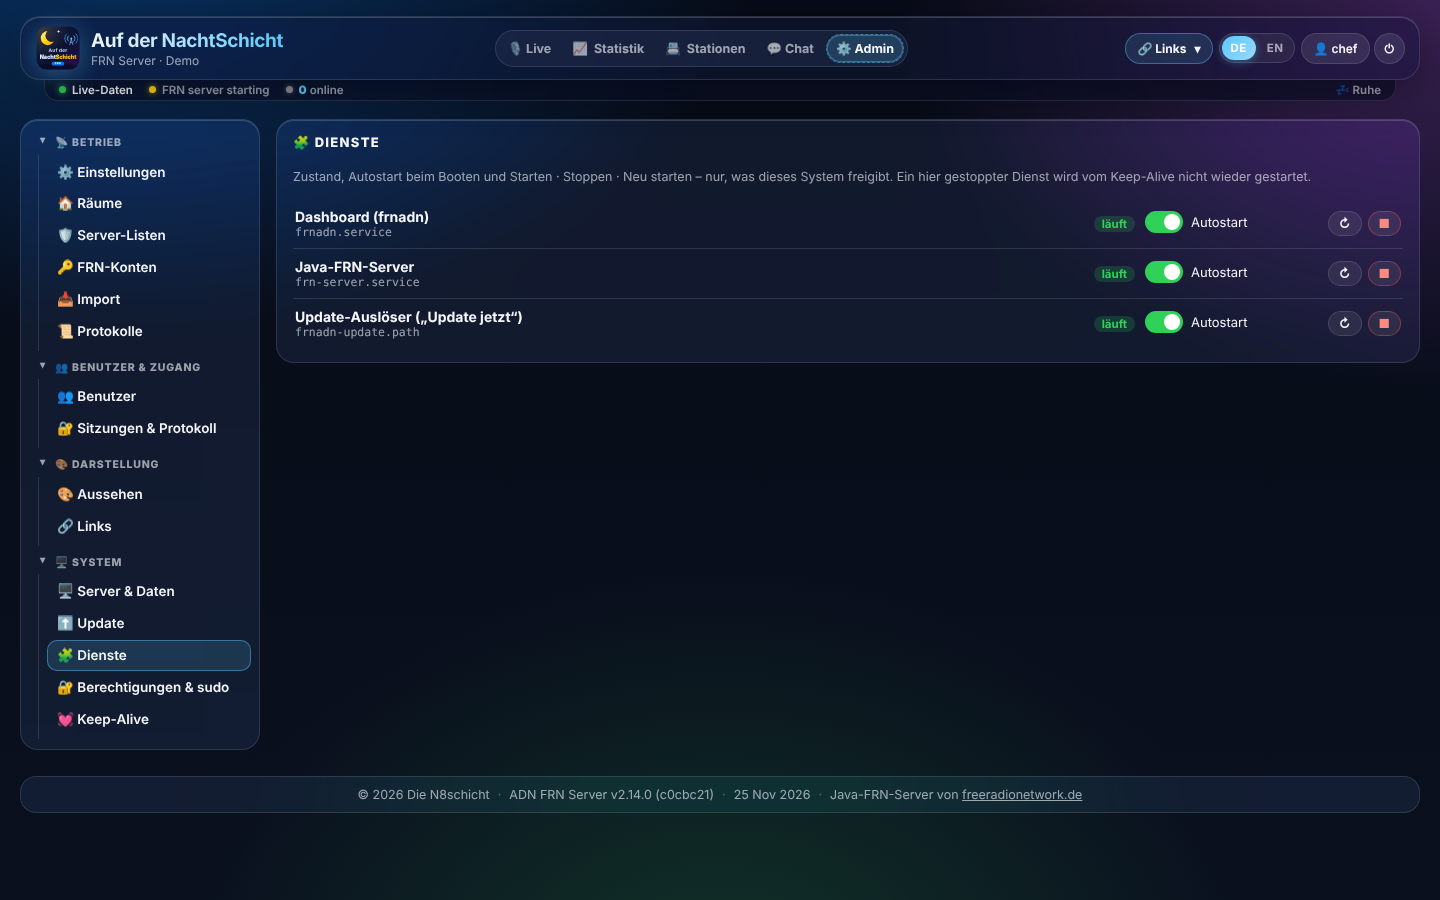 Auf der NachtSchicht
FRN Server · Demo
Live
Statistik
Stationen
Chat
Admin
Links ▾
DE
EN
chef
Live-Daten
FRN server starting
0 online
Ruhe
BETRIEB
Einstellungen
Räume
Server-Listen
FRN-Konten
Import
Protokolle
BENUTZER & ZUGANG
Benutzer
Sitzungen & Protokoll
DARSTELLUNG
Aussehen
Links
SYSTEM
Server & Daten
Update
Dienste
Berechtigungen & sudo
Keep-Alive
DIENSTE
Zustand, Autostart beim Booten und Starten · Stoppen · Neu starten – nur, was dieses System freigibt. Ein hier gestoppter Dienst wird vom Keep-Alive nicht wieder gestartet.
Dashboard (frnadn)
frnadn.service
läuft
Autostart
Java-FRN-Server
frn-server.service
läuft
Autostart
Update-Auslöser („Update jetzt“)
frnadn-update.path
läuft
Autostart
© 2026 Die N8schicht · ADN FRN Server v2.14.0 (c0cbc21) · 25 Nov 2026 · Java-FRN-Server von freeradionetwork.de